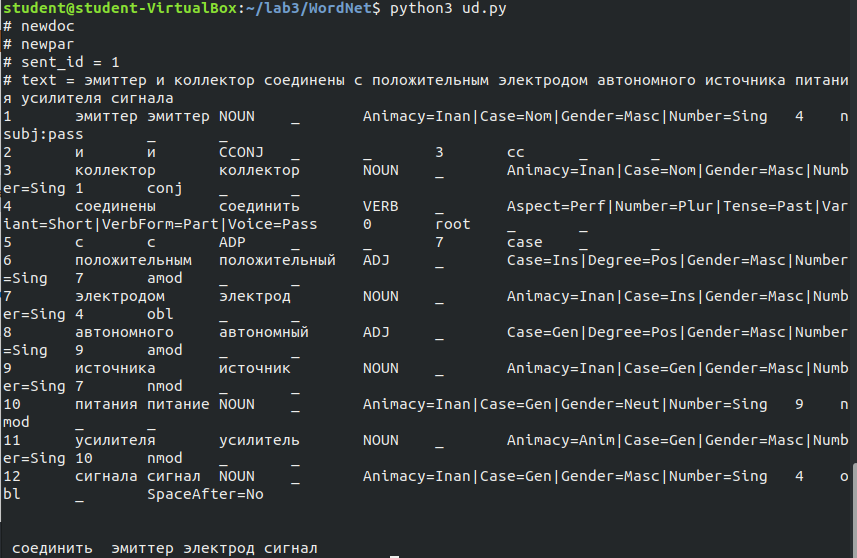 student@student-VirtualBox:~/lab3/WordNet$ python3 ud.py
# newdoc
# newpar
# sent_id = 1
# text = эмиттер и коллектор соединены с положительным электродом автономного источника питани
я усилителя сигнала
1       эмиттер эмиттер NOUN    _       Animacy=Inan|Case=Nom|Gender=Masc|Number=Sing   4       n
subj:pass       _       _
2       и       и       CCONJ   _       _       3       cc      _       _
3       коллектор       коллектор       NOUN    _       Animacy=Inan|Case=Nom|Gender=Masc|Numb
er=Sing 1       conj    _       _
4       соединены       соединить       VERB    _       Aspect=Perf|Number=Plur|Tense=Past|Var
iant=Short|VerbForm=Part|Voice=Pass     0       root    _       _
5       с       с       ADP     _       _       7       case    _       _
6       положительным   положительный   ADJ     _       Case=Ins|Degree=Pos|Gender=Masc|Number
=Sing   7       amod    _       _
7       электродом      электрод        NOUN    _       Animacy=Inan|Case=Ins|Gender=Masc|Numb
er=Sing 4       obl     _       _
8       автономного     автономный      ADJ     _       Case=Gen|Degree=Pos|Gender=Masc|Number
=Sing   9       amod    _       _
9       источника       источник        NOUN    _       Animacy=Inan|Case=Gen|Gender=Masc|Numb
er=Sing 7       nmod    _       _
10      питания питание NOUN    _       Animacy=Inan|Case=Gen|Gender=Neut|Number=Sing   9       n
mod     _       _
11      усилителя       усилитель       NOUN    _       Animacy=Anim|Case=Gen|Gender=Masc|Numb
er=Sing 10      nmod    _       _
12      сигнала сигнал  NOUN    _       Animacy=Inan|Case=Gen|Gender=Masc|Number=Sing   4       o
bl      _       SpaceAfter=No
соединить  эмиттер электрод сигнал